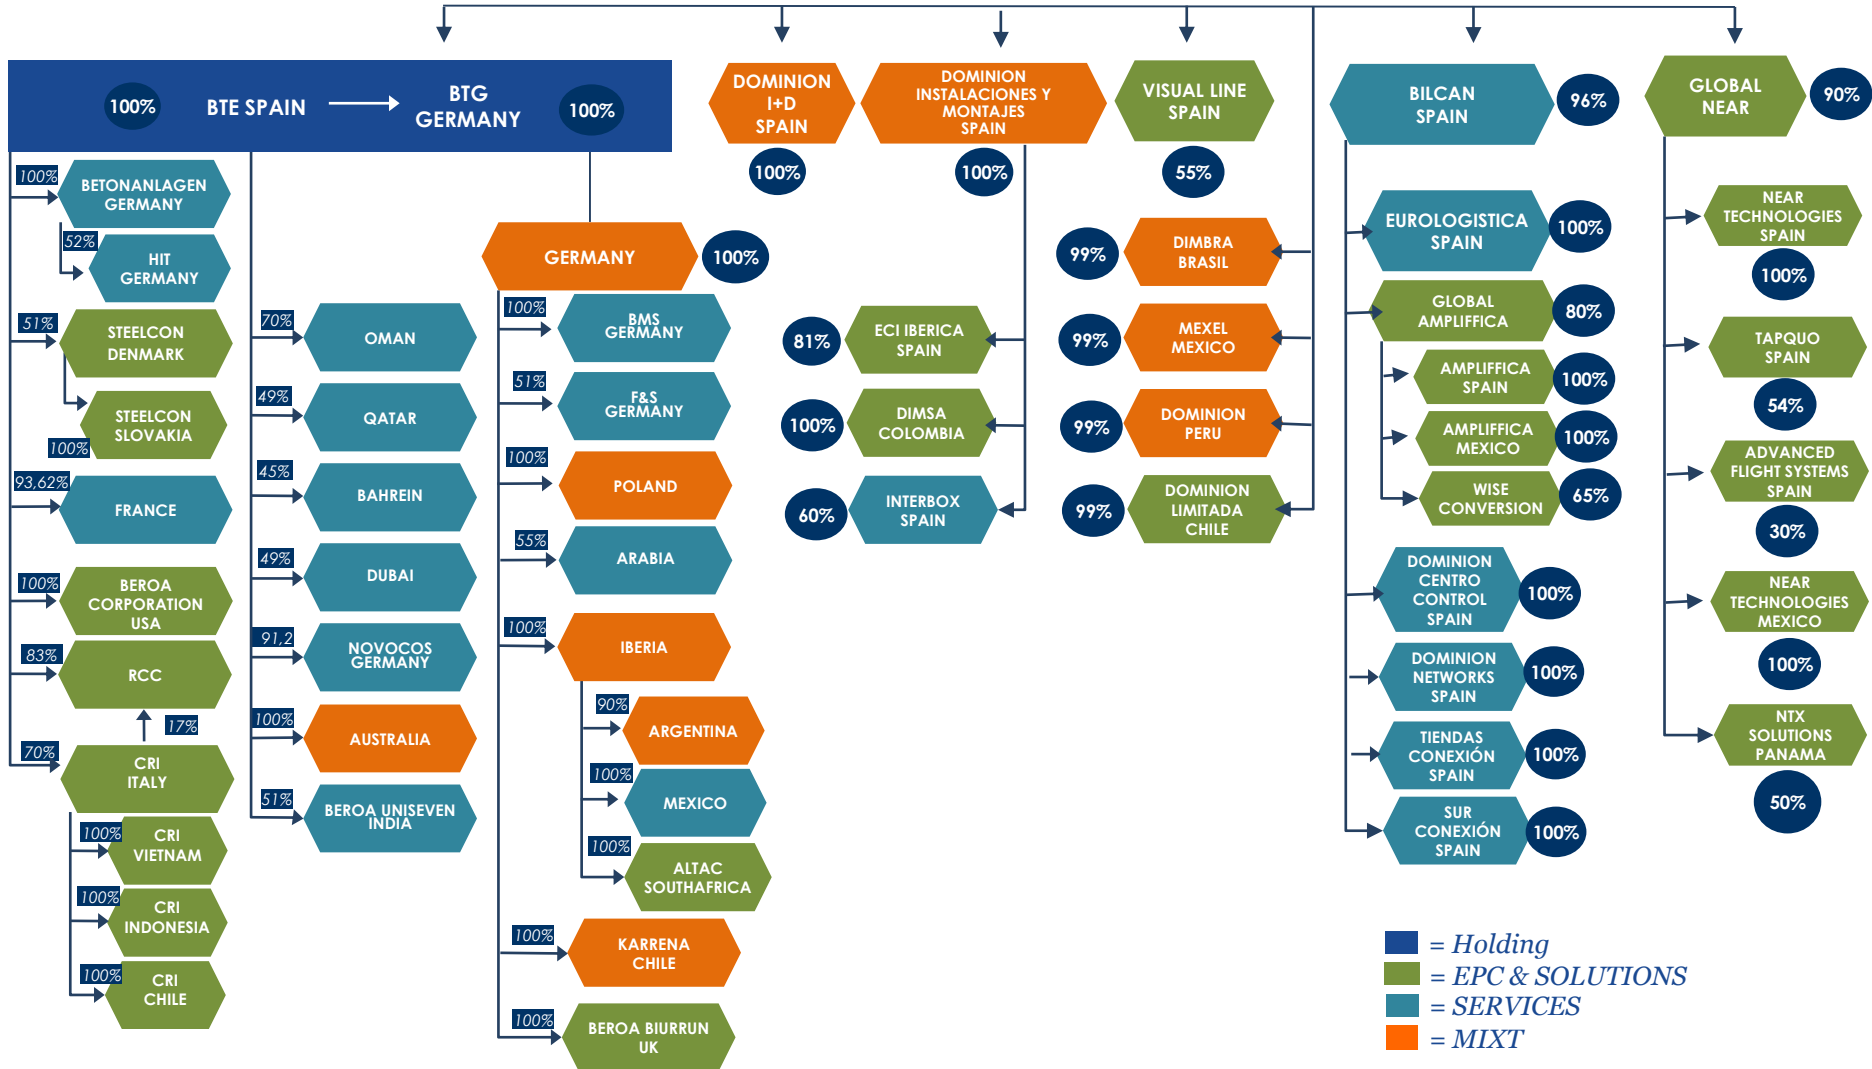 100%
BTE SPAIN
BTG
GERMANY
100%
DOMINION
I+D
SPAIN
100%
DOMINION
INSTALACIONES Y
MONTAJES
SPAIN
100%
VISUAL LINE
SPAIN
55%
BILCAN
SPAIN
96%
GLOBAL
NEAR
90%
100%
BETONANLAGEN
GERMANY
52%
HIT
GERMANY
51%
STEELCON
DENMARK
STEELCON
SLOVAKIA
100%
93,62%
FRANCE
100%
BEROA
CORPORATION
USA
83%
RCC
17%
70%
CRI
ITALY
100%
CRI
VIETNAM
100%
CRI
INDONESIA
100%
CRI
CHILE
70%
OMAN
49%
QATAR
45%
BAHREIN
49%
DUBAI
91,2
NOVOCOS
GERMANY
100%
AUSTRALIA
51%
BEROA UNISEVEN
INDIA
GERMANY
100%
100%
BMS
GERMANY
51%
F&S
GERMANY
100%
POLAND
55%
ARABIA
100%
IBERIA
90%
ARGENTINA
100%
MEXICO
100%
ALTAC
SOUTHAFRICA
100%
KARRENA
CHILE
100%
BEROA BIURRUN
UK
81%
ECI IBERICA
SPAIN
100%
DIMSA
COLOMBIA
60%
INTERBOX
SPAIN
99%
DIMBRA
BRASIL
99%
MEXEL
MEXICO
99%
DOMINION
PERU
99%
DOMINION
LIMITADA
CHILE
EUROLOGISTICA
SPAIN
100%
GLOBAL
AMPLIFFICA
80%
AMPLIFFICA
SPAIN
100%
AMPLIFFICA
MEXICO
100%
WISE
CONVERSION
65%
DOMINION
CENTRO
CONTROL
SPAIN
100%
DOMINION
NETWORKS
SPAIN
100%
TIENDAS
CONEXIÓN
SPAIN
100%
SUR
CONEXIÓN
SPAIN
100%
NEAR
TECHNOLOGIES
SPAIN
100%
TAPQUO
SPAIN
54%
ADVANCED
FLIGHT SYSTEMS
SPAIN
30%
NEAR
TECHNOLOGIES
MEXICO
100%
NTX
SOLUTIONS
PANAMA
50%
= Holding
= EPC & SOLUTIONS
= SERVICES
= MIXT